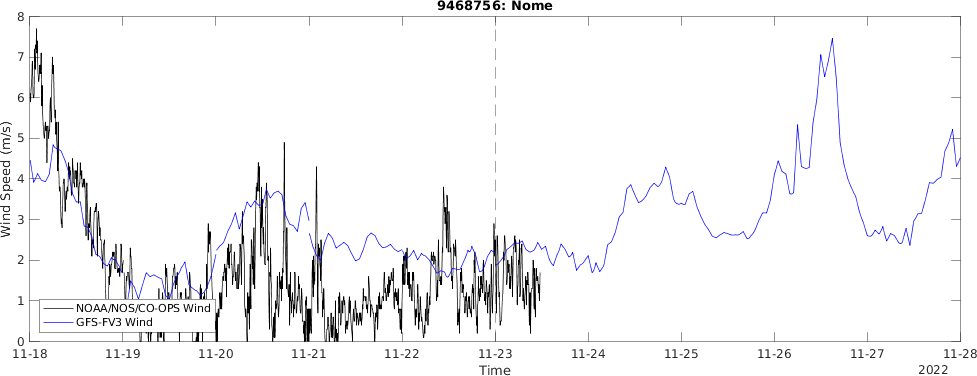 9468756: Nome
8
7
6
5
4
3
2
1
0
Wind Speed (m/s)
NOAA/NOS/CO-OPS Wind
GFS-FV3 Wind
11-18 11-19 11-20 11-21 11-22 11-23 11-24 11-25 11-26 11-27 11-28
Time
2022